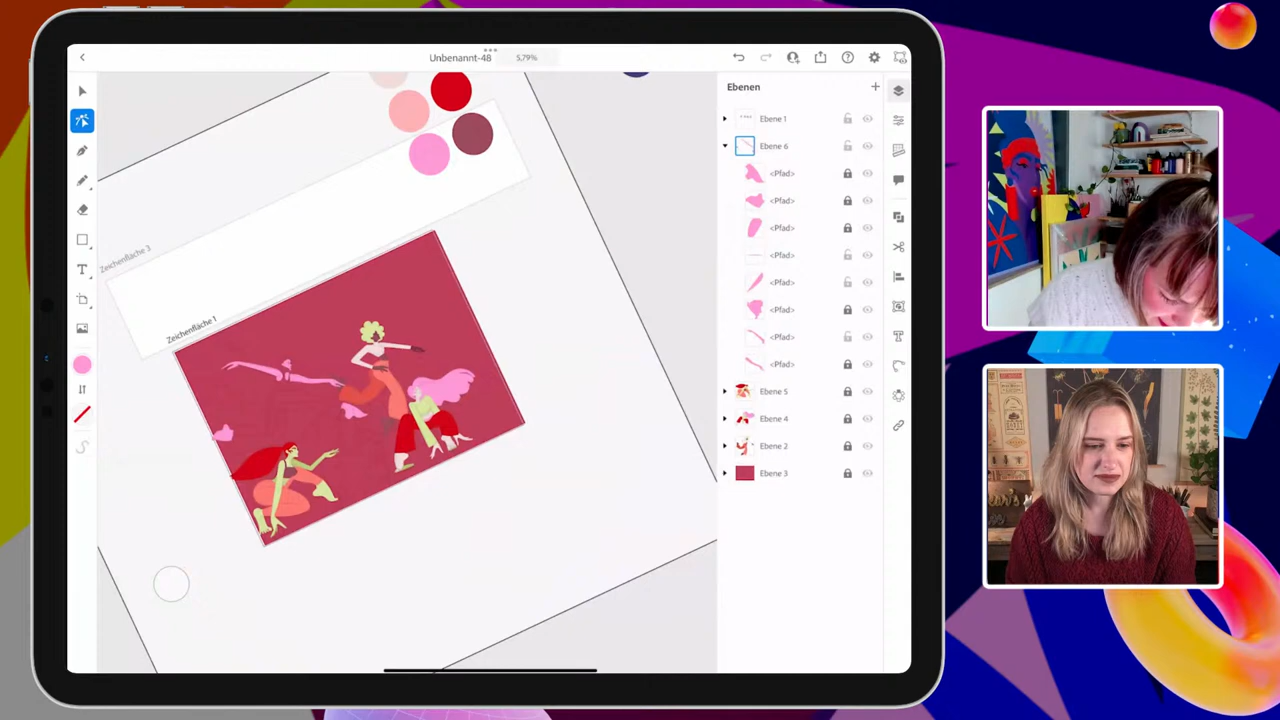 Unbenannt-48
5,79%
Ebenen
Ebene 1
Ebene 6
<Pfad>
<Pfad>
<Pfad>
<Pfad>
<Pfad>
<Pfad>
<Pfad>
<Pfad>
Ebene 5
Ebene 4
Ebene 2
Ebene 3
Zeichenfläche 3
Zeichenfläche 1